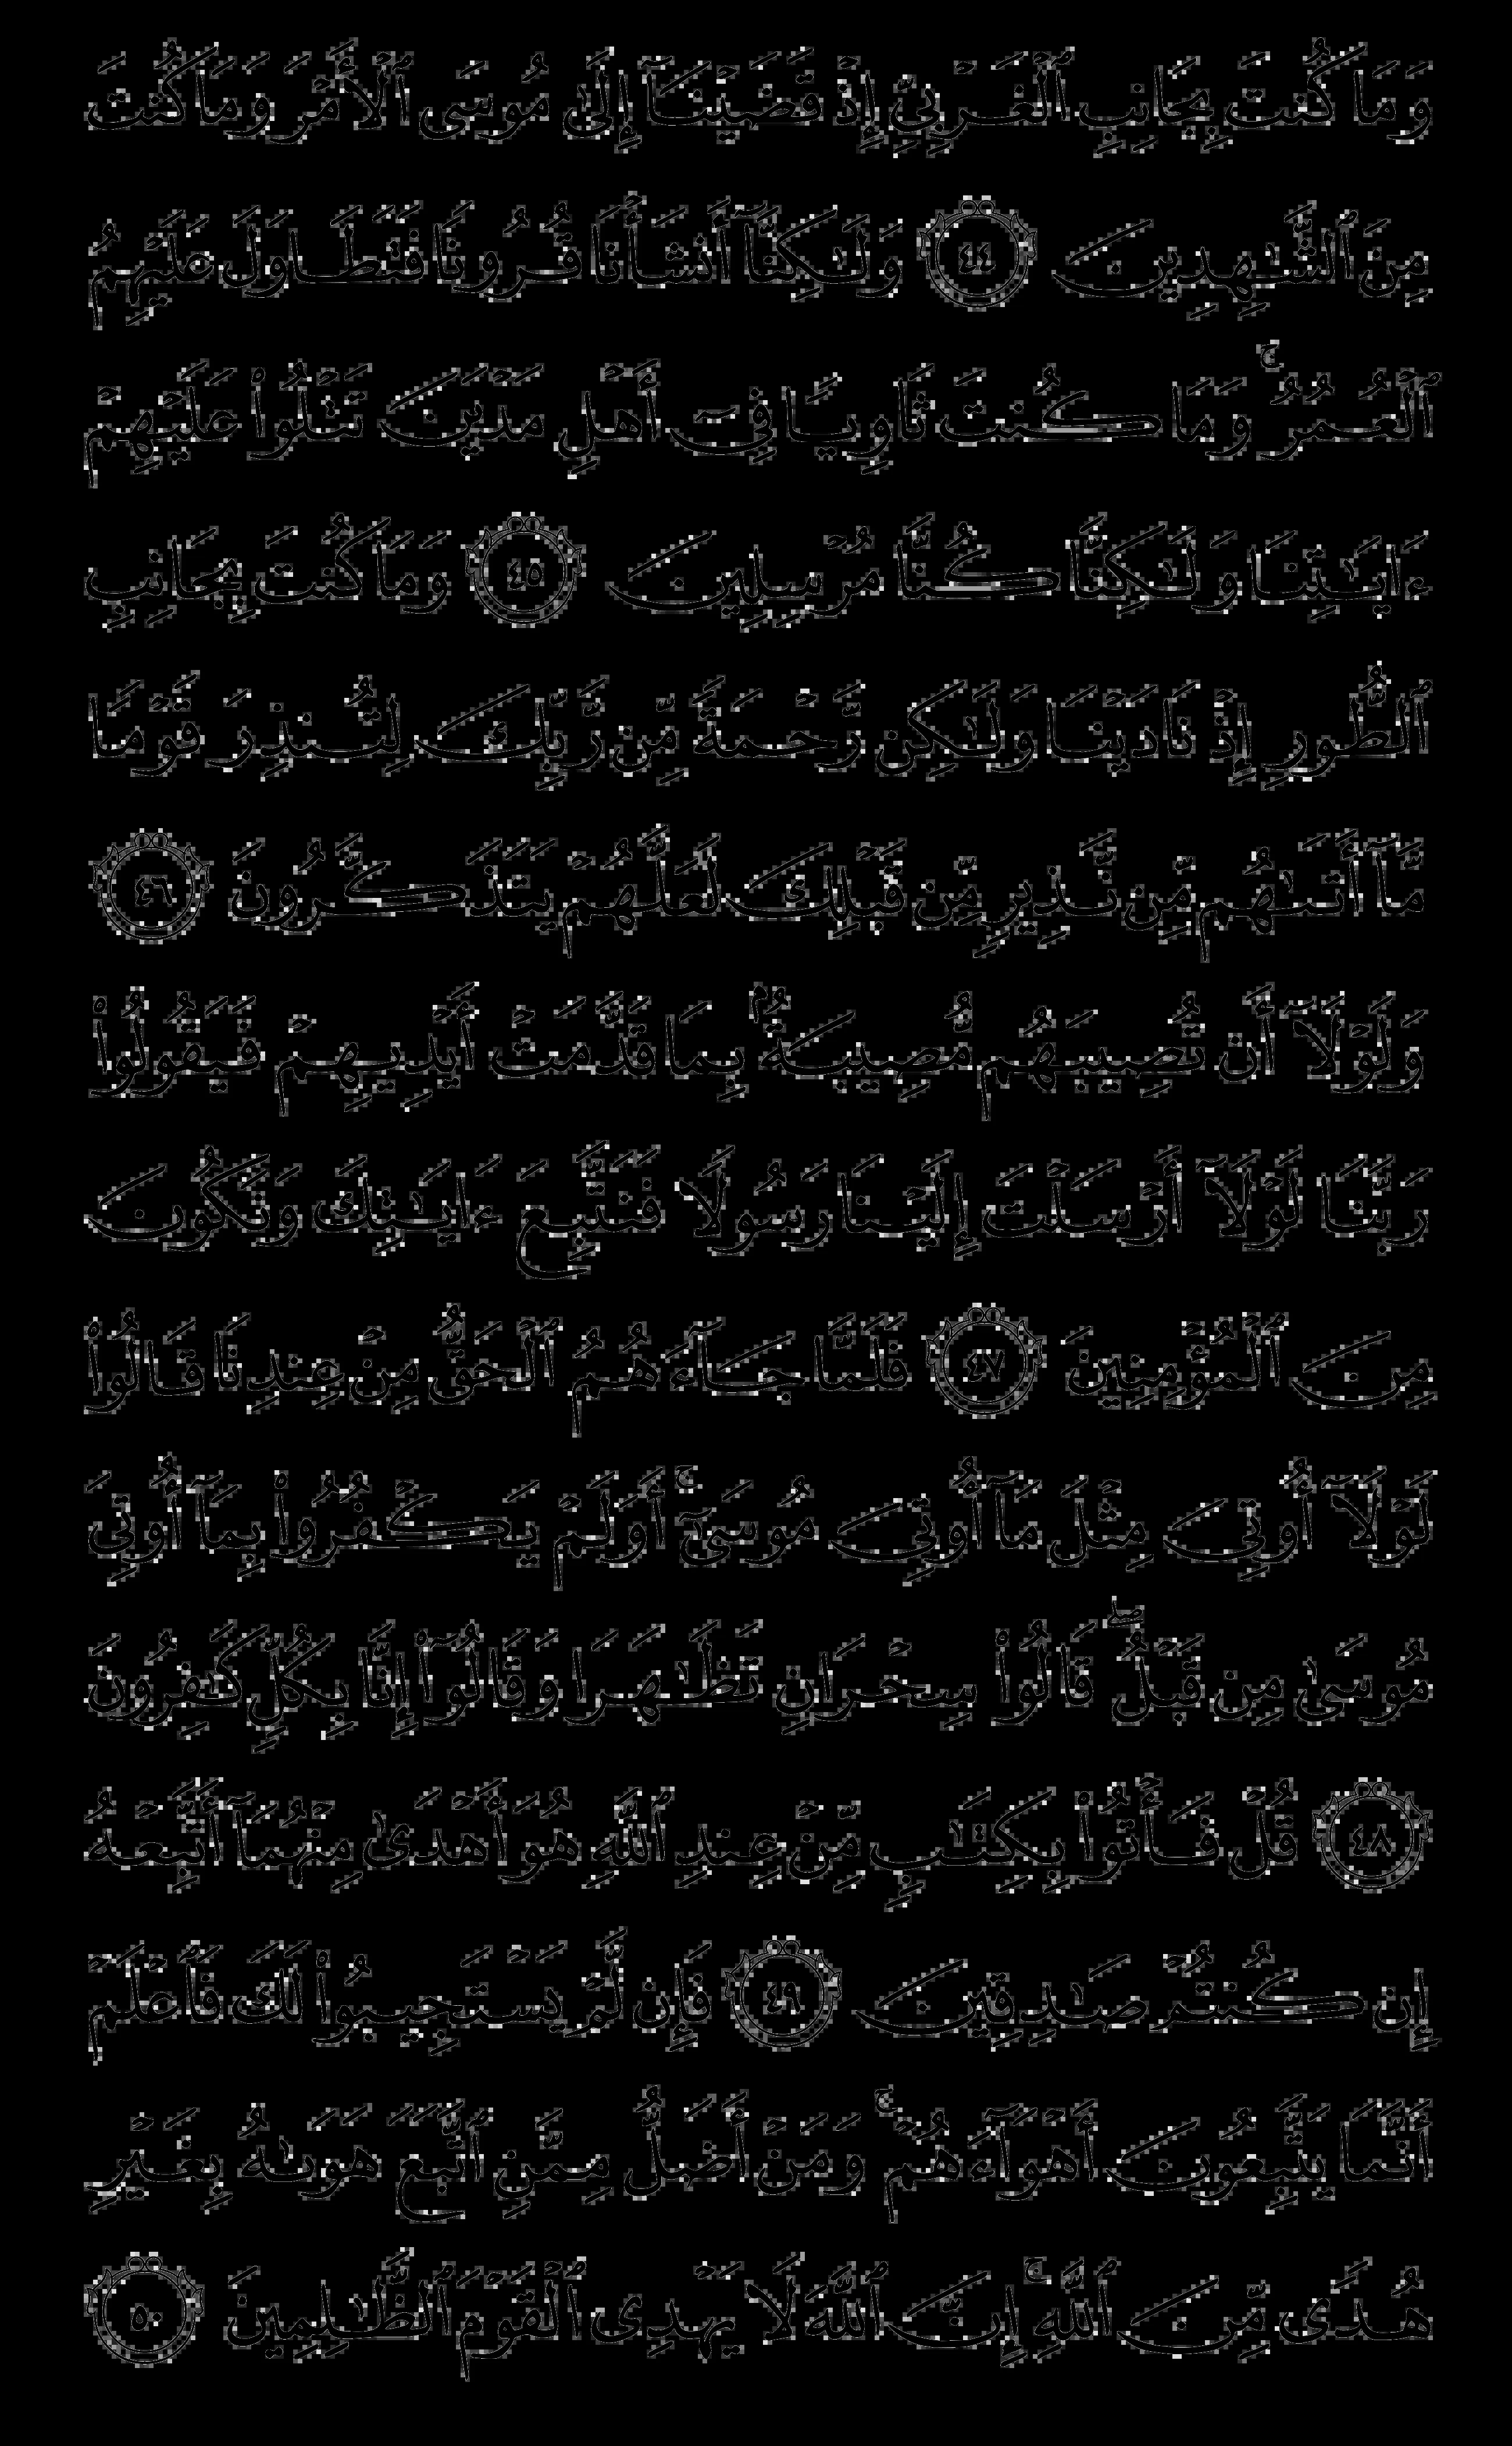 وَمَا كُنتَ بِجَانِبِ ٱلْغَرْبِيِّ إِذْ قَضَيْنَآ إِلَىٰ مُوسَى ٱلْأَمْرَ وَمَا كُنتَ
مِنَ ٱلشَّٰهِدِينَ ٤٤ وَلَٰكِنَّآ أَنشَأْنَا قُرُونًا فَتَطَاوَلَ عَلَيْهِمُ
ٱلْعُمُرُ ۚ وَمَا كُنتَ ثَاوِيًا فِىٓ أَهْلِ مَدْيَنَ تَتْلُوا۟ عَلَيْهِمْ
ءَايَٰتِنَا وَلَٰكِنَّا كُنَّا مُرْسِلِينَ ٤٥ وَمَا كُنتَ بِجَانِبِ
ٱلطُّورِ إِذْ نَادَيْنَا وَلَٰكِن رَّحْمَةً مِّن رَّبِّكَ لِتُنذِرَ قَوْمًا
مَّآ أَتَىٰهُم مِّن نَّذِيرٍ مِّن قَبْلِكَ لَعَلَّهُمْ يَتَذَكَّرُونَ ٤٦
وَلَوْلَآ أَن تُصِيبَهُم مُّصِيبَةٌۢ بِمَا قَدَّمَتْ أَيْدِيهِمْ فَيَقُولُوا۟
رَبَّنَا لَوْلَآ أَرْسَلْتَ إِلَيْنَا رَسُولًا فَنَتَّبِعَ ءَايَٰتِكَ وَنَكُونَ
مِنَ ٱلْمُؤْمِنِينَ ٤٧ فَلَمَّا جَآءَهُمُ ٱلْحَقُّ مِنْ عِندِنَا قَالُوا۟
لَوْلَآ أُوتِىَ مِثْلَ مَآ أُوتِىَ مُوسَىٰٓ ۚ أَوَلَمْ يَكْفُرُوا۟ بِمَآ أُوتِىَ
مُوسَىٰ مِن قَبْلُ ۖ قَالُوا۟ سِحْرَانِ تَظَٰهَرَا وَقَالُوٓا۟ إِنَّا بِكُلٍّ كَٰفِرُونَ
٤٨ قُلْ فَأْتُوا۟ بِكِتَٰبٍ مِّنْ عِندِ ٱللَّهِ هُوَ أَهْدَىٰ مِنْهُمَآ أَتَّبِعْهُ
إِن كُنتُمْ صَٰدِقِينَ ٤٩ فَإِن لَّمْ يَسْتَجِيبُوا۟ لَكَ فَٱعْلَمْ
أَنَّمَا يَتَّبِعُونَ أَهْوَآءَهُمْ ۚ وَمَنْ أَضَلُّ مِمَّنِ ٱتَّبَعَ هَوَىٰهُ بِغَيْرِ
هُدًى مِّنَ ٱللَّهِ ۚ إِنَّ ٱللَّهَ لَا يَهْدِى ٱلْقَوْمَ ٱلظَّٰلِمِينَ ٥٠